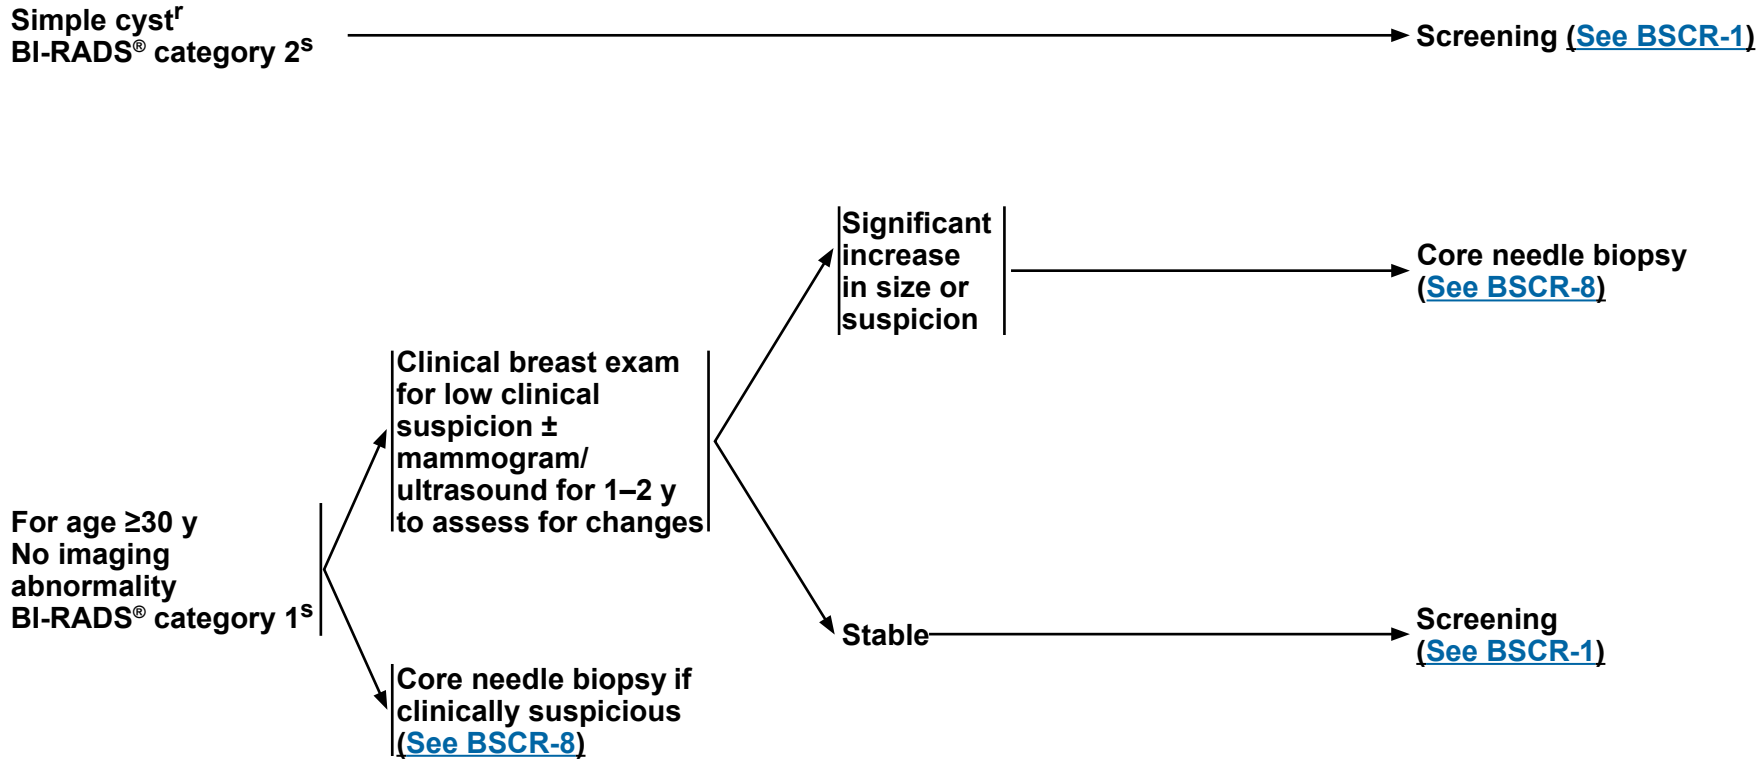 Simple cystʳ
BI-RADS® category 2ˢ
Screening (See BSCR-1)
Significant
increase
in size or
suspicion
Core needle biopsy
(See BSCR-8)
Clinical breast exam
for low clinical
suspicion ±
mammogram/
ultrasound for 1–2 y
to assess for changes
For age ≥30 y
No imaging
abnormality
BI-RADS® category 1ˢ
Stable
Screening
(See BSCR-1)
Core needle biopsy if
clinically suspicious
(See BSCR-8)